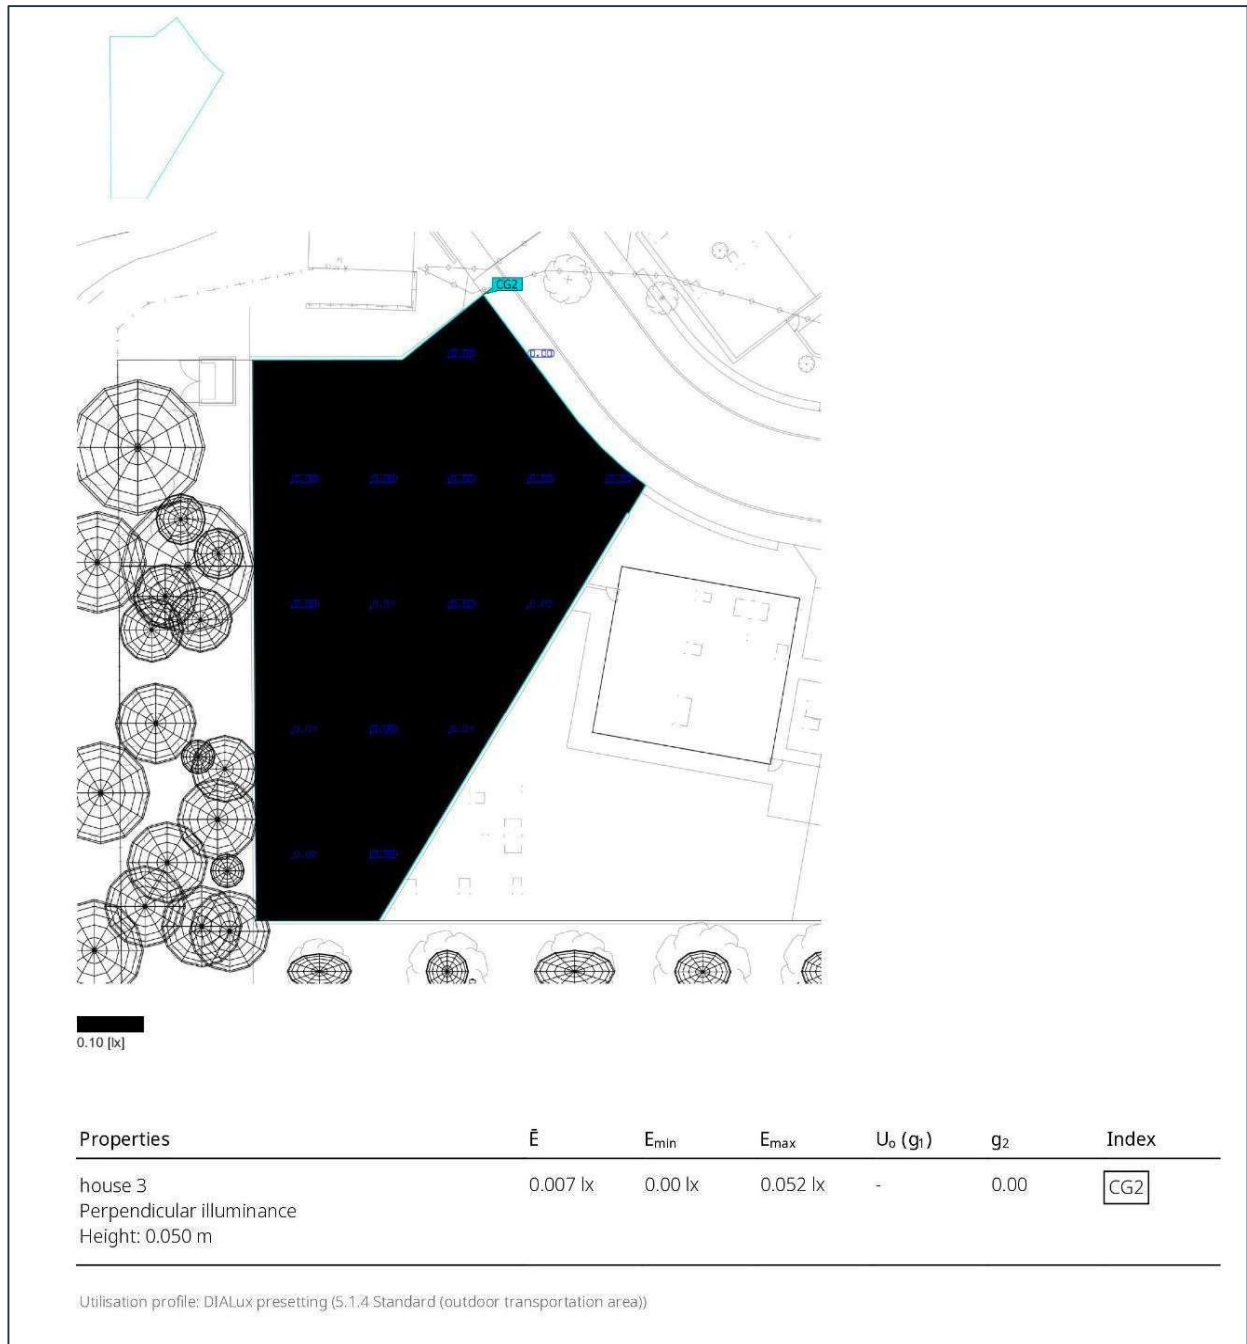 CG2
0.00
0.10 [lx]
Properties Ē Emin Emax Uo (g1) g2 Index
house 3 0.007 lx 0.00 lx 0.052 lx - 0.00 CG2
Perpendicular illuminance
Height: 0.050 m
Utilisation profile: DIALux presetting (5.1.4 Standard (outdoor transportation area))